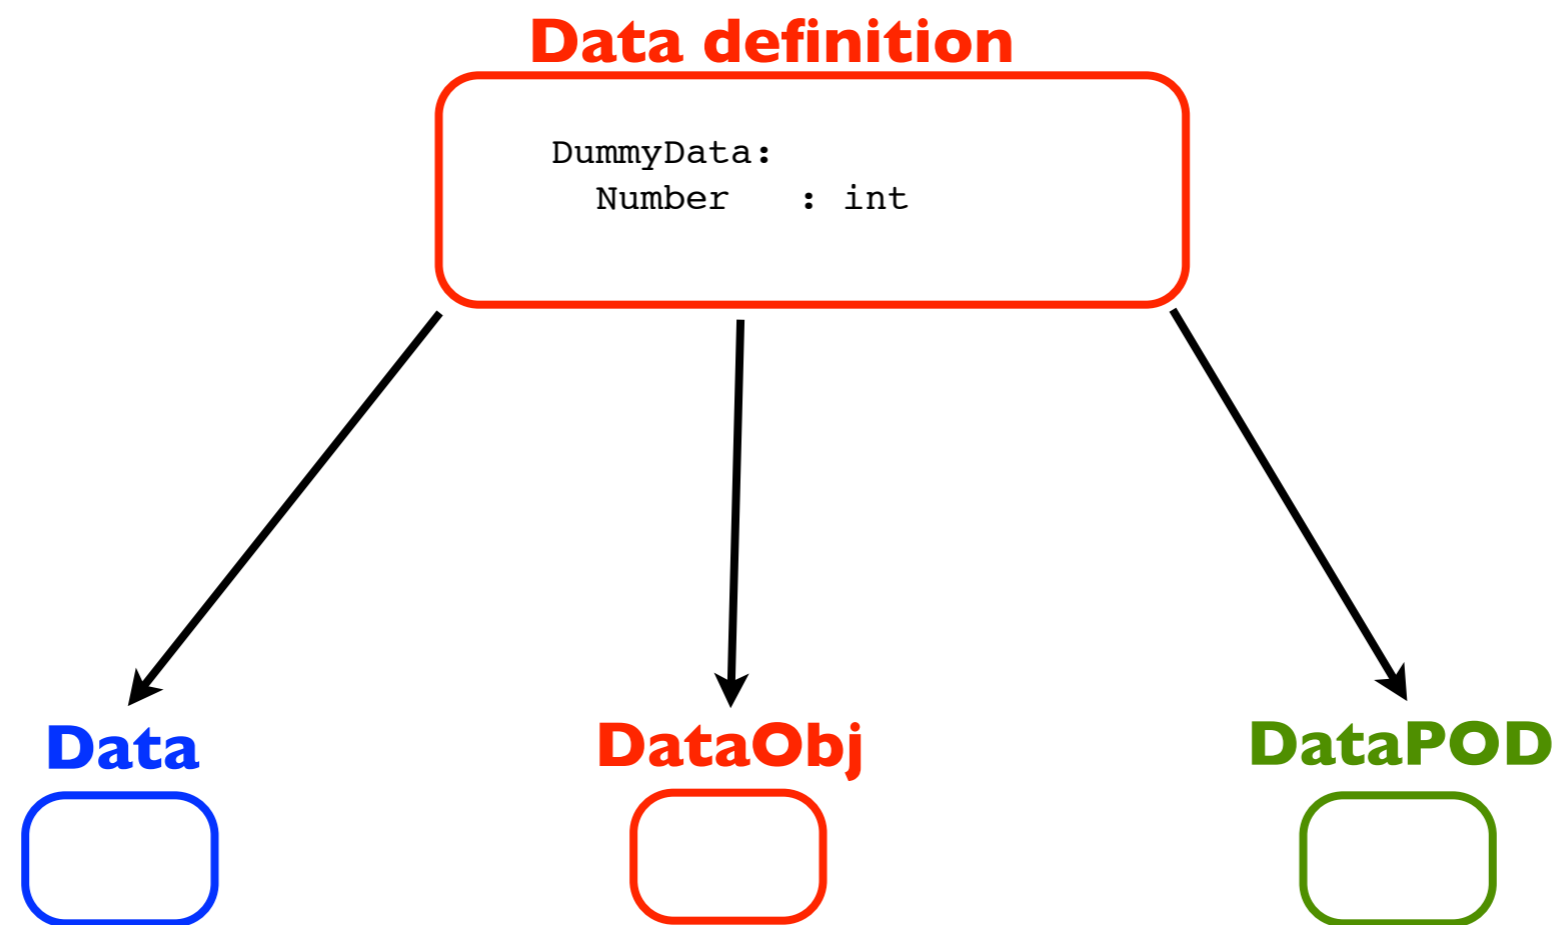 Data definition
DummyData:
  Number   : int
Data
DataObj
DataPOD